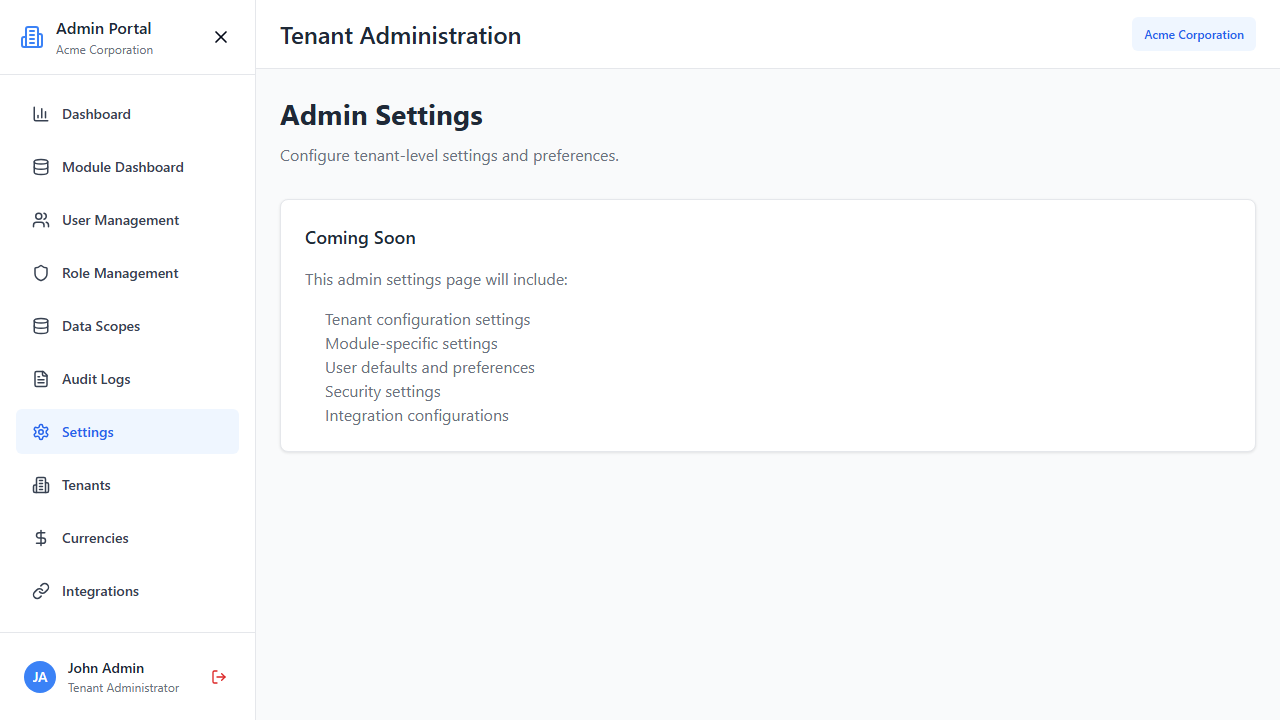 Admin Portal
Acme Corporation
Dashboard
Module Dashboard
User Management
Role Management
Data Scopes
Audit Logs
Settings
Tenants
Currencies
Integrations
JA
John Admin
Tenant Administrator
Tenant Administration
Acme Corporation
Admin Settings
Configure tenant-level settings and preferences.
Coming Soon
This admin settings page will include:
Tenant configuration settings
Module-specific settings
User defaults and preferences
Security settings
Integration configurations